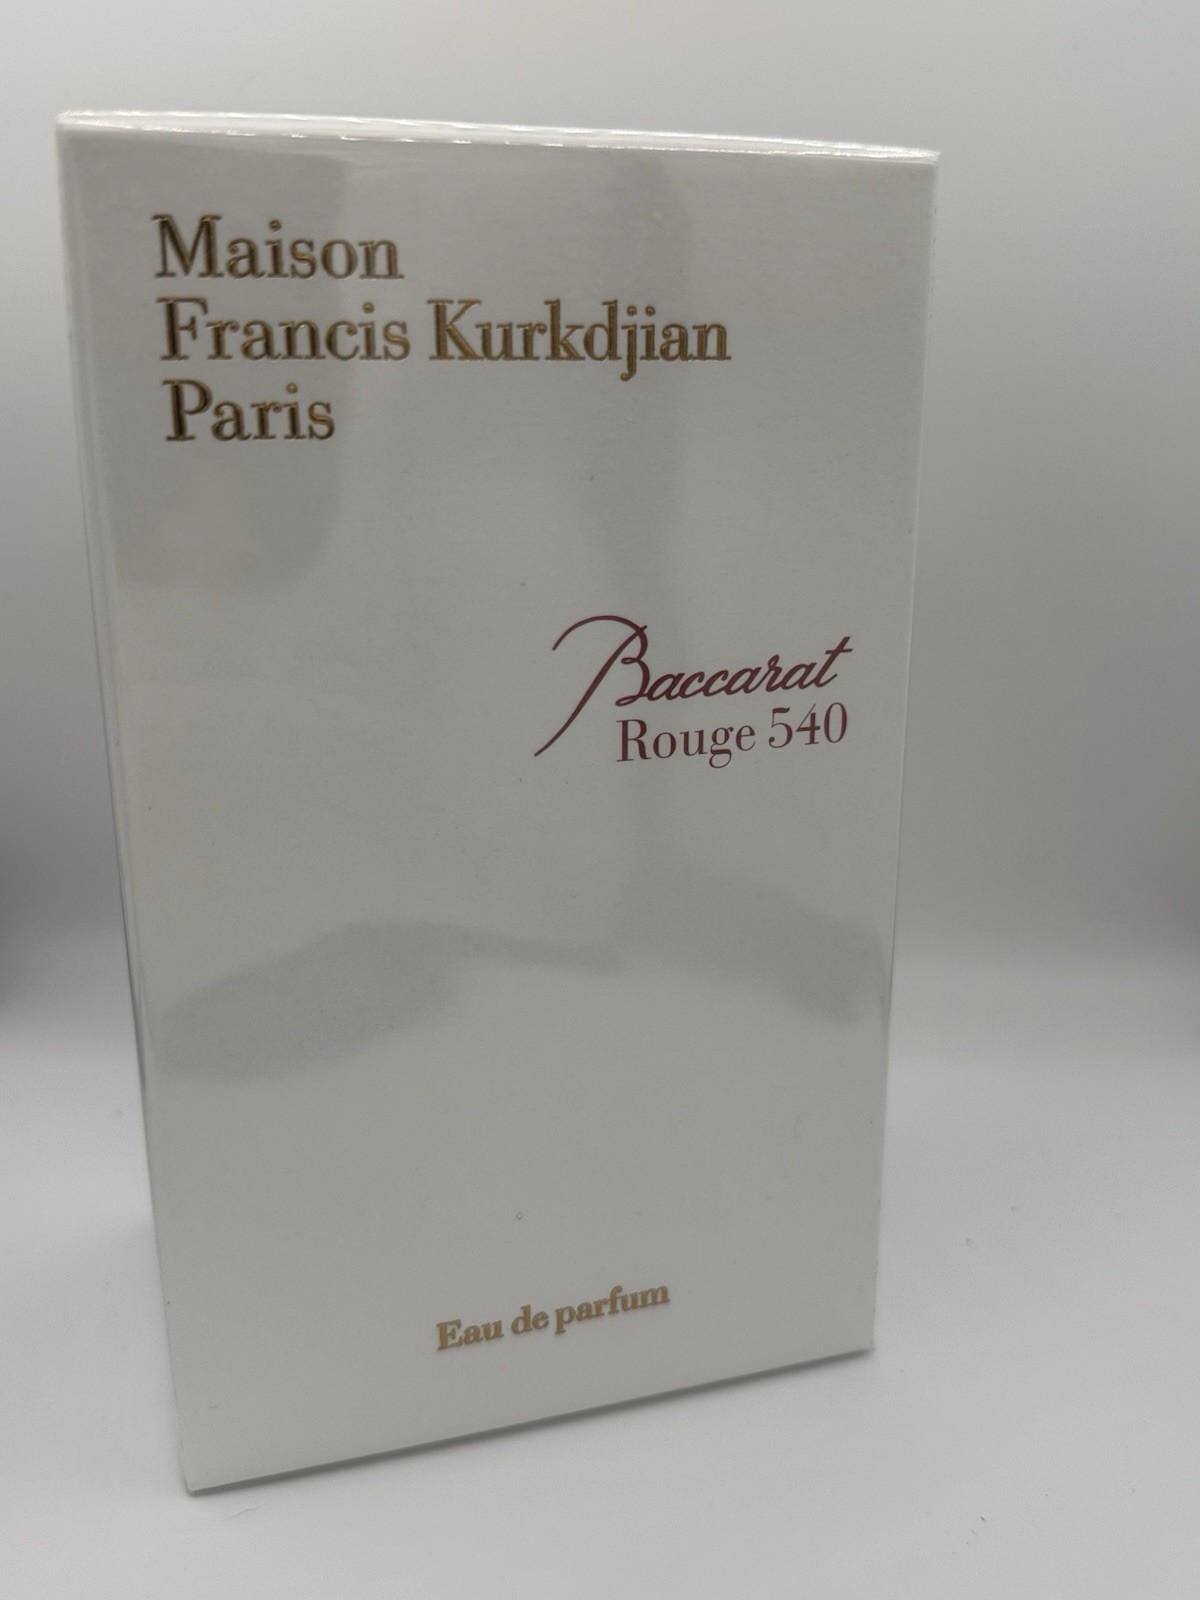 Maison
Francis Kurkdjian
Paris
Baccarat
Rouge 540
Eau de parfum